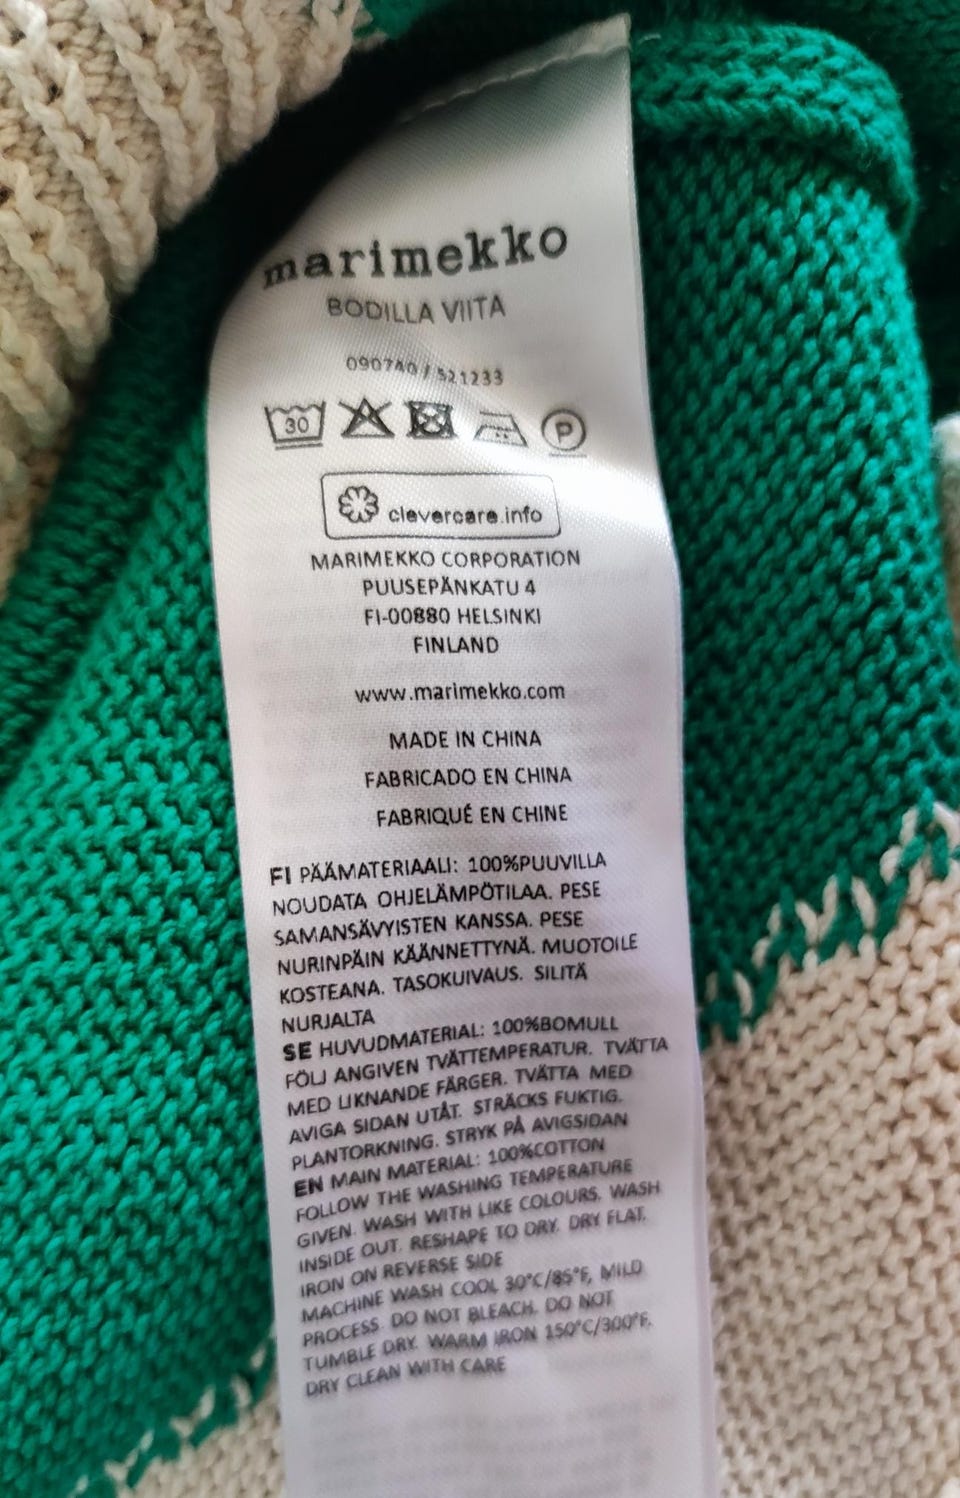 marimekko
BODILLA VIITA
090740 / 521233
30 P
clevercare.info
MARIMEKKO CORPORATION
PUUSEPÄNKATU 4
FI-00880 HELSINKI
FINLAND
www.marimekko.com
MADE IN CHINA
FABRICADO EN CHINA
FABRIQUÉ EN CHINE
FI PÄÄMATERIAALI: 100%PUUVILLA
NOUDATA OHJELÄMPÖTILAA. PESE
SAMANSÄVYISTEN KANSSA. PESE
NURINPÄIN KÄÄNNETTYNÄ. MUOTOILE
KOSTEANA. TASOKUIVAUS. SILITÄ
NURJALTA
SE HUVUDMATERIAL: 100%BOMULL
FÖLJ ANGIVEN TVÄTTEMPERATUR. TVÄTTA
MED LIKNANDE FÄRGER. TVÄTTA MED
AVIGA SIDAN UTÅT. STRÄCKS FUKTIG.
PLANTORKNING. STRYK PÅ AVIGSIDAN
EN MAIN MATERIAL: 100%COTTON
FOLLOW THE WASHING TEMPERATURE
GIVEN. WASH WITH LIKE COLOURS. WASH
INSIDE OUT. RESHAPE TO DRY. DRY FLAT.
IRON ON REVERSE SIDE
MACHINE WASH COOL 30°C/85°F, MILD
PROCESS. DO NOT BLEACH. DO NOT
TUMBLE DRY. WARM IRON 150°C/300°F.
DRY CLEAN WITH CARE